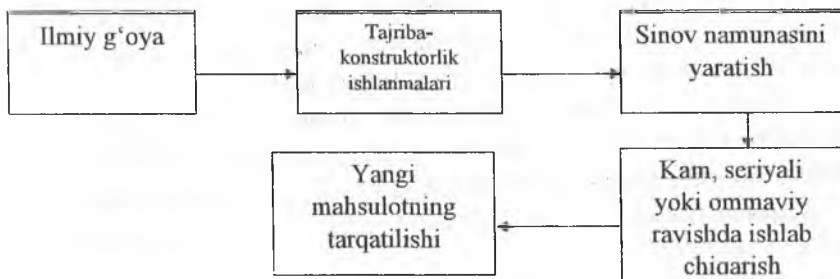 Ilmiy g‘oya
Tajriba-
konstruktorlik
ishlanmalari
Sinov namunasini
yaratish
Kam, seriyali
yoki ommaviy
ravishda ishlab
chiqarish
Yangi
mahsulotning
tarqatilishi